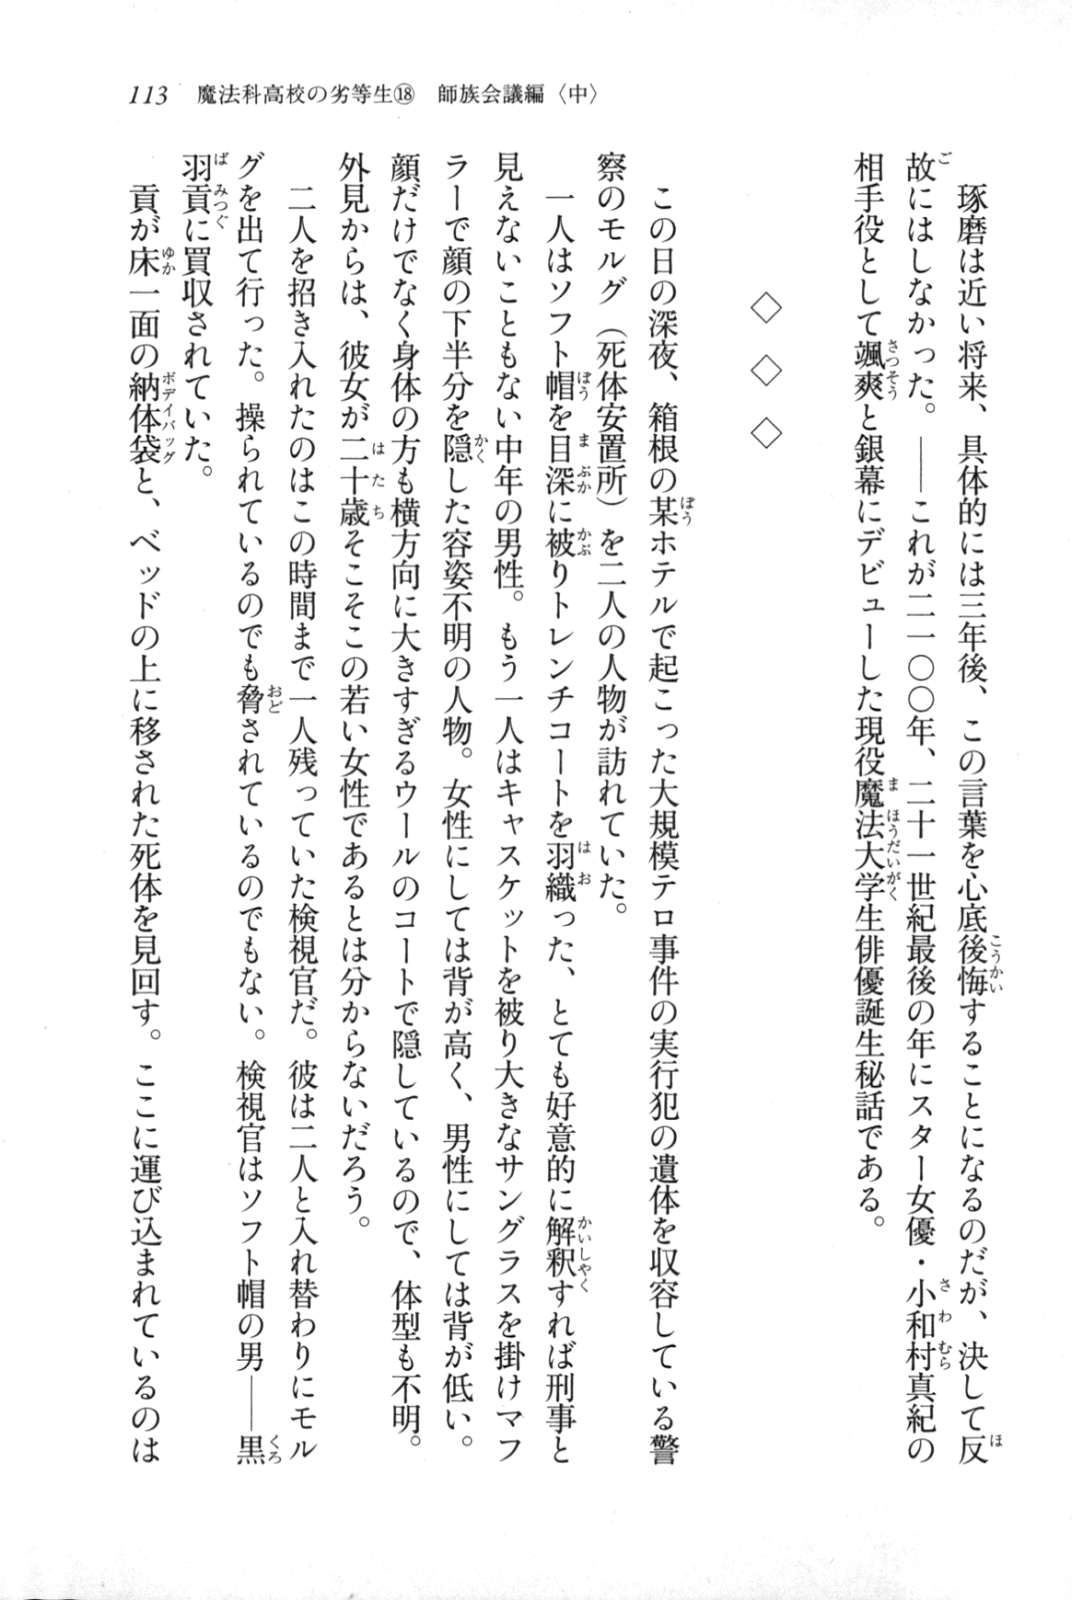 113　魔法科高校の劣等生⑱　師族会議編〈中〉
　琢磨は近い将来、具体的には三年後、この言葉を心底後悔することになるのだが、決して反
故にはしなかった。――これが二一〇〇年、二十一世紀最後の年にスター女優・小和村真紀の
相手役として颯爽と銀幕にデビューした現役魔法大学生俳優誕生秘話である。
◇　◇　◇
　この日の深夜、箱根の某ホテルで起こった大規模テロ事件の実行犯の遺体を収容している警
察のモルグ（死体安置所）を二人の人物が訪れていた。
　一人はソフト帽を目深に被りトレンチコートを羽織った、とても好意的に解釈すれば刑事と
見えないこともない中年の男性。もう一人はキャスケットを被り大きなサングラスを掛けマフ
ラーで顔の下半分を隠した容姿不明の人物。女性にしては背が高く、男性にしては背が低い。
顔だけでなく身体の方も横方向に大きすぎるウールのコートで隠しているので、体型も不明。
外見からは、彼女が二十歳そこそこの若い女性であるとは分からないだろう。
　二人を招き入れたのはこの時間まで一人残っていた検視官だ。彼は二人と入れ替わりにモル
グを出て行った。操られているのでも脅されているのでもない。検視官はソフト帽の男――黒
羽貢に買収されていた。
　貢が床一面の納体袋と、ベッドの上に移された死体を見回す。ここに運び込まれているのは